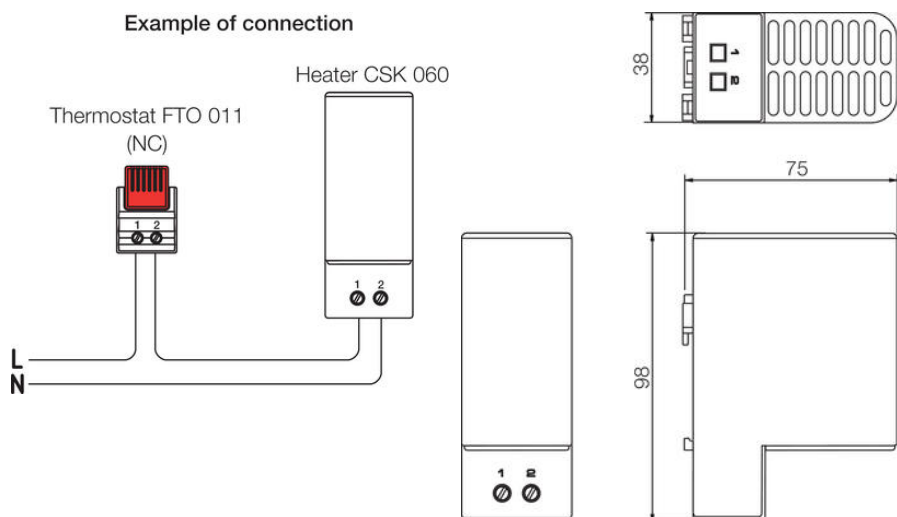 Example of connection
Heater CSK 060
Thermostat FTO 011
(NC)
1 2
1 2
L
N
38
1
2
75
98
1 2